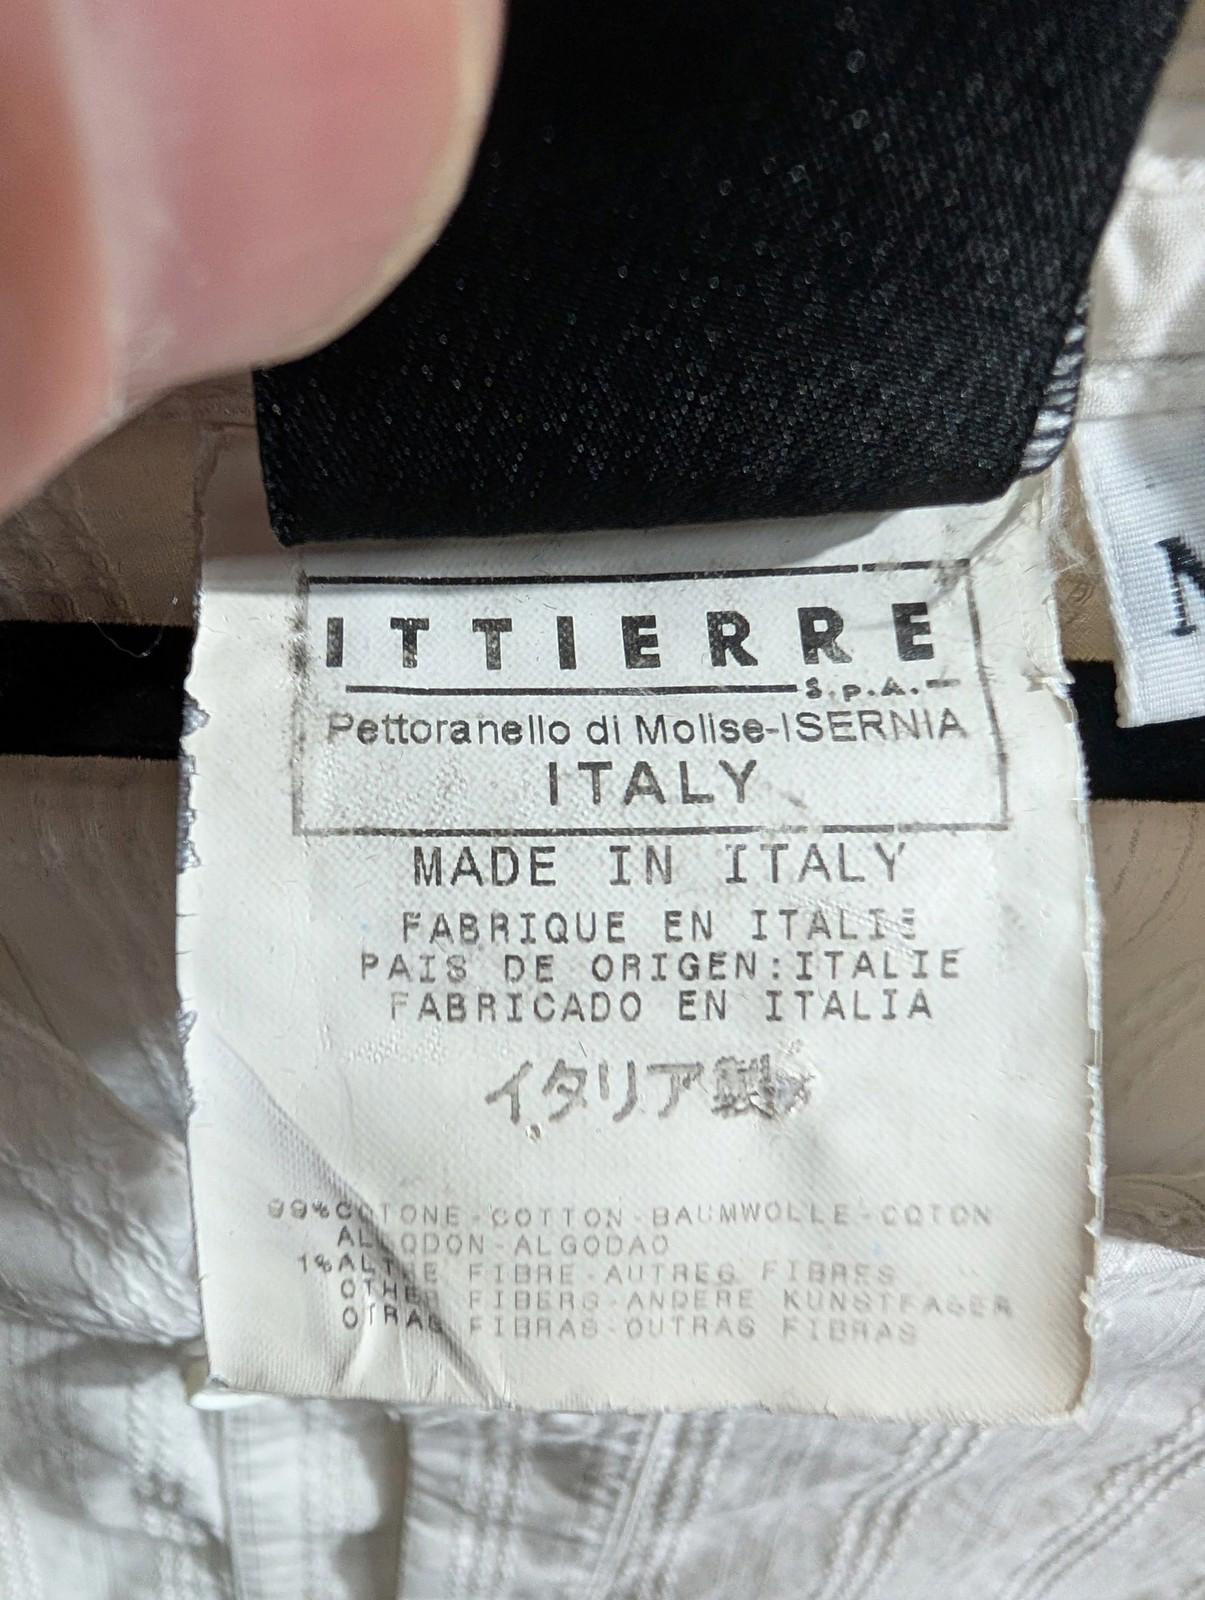 ITTIERRE
S.p.A.
Pettoranello di Molise-ISERNIA
ITALY
MADE IN ITALY
FABRIQUE EN ITALIE
PAIS DE ORIGEN:ITALIE
FABRICADO EN ITALIA
イタリア製
99%COTONE-COTTON-BAUMWOLLE-COTON
ALGODON-ALGODAO
1%ALTRE FIBRE-AUTRES FIBRES
OTHER FIBERS-ANDERE KUNSTFASER
OTRAS FIBRAS-OUTRAS FIBRAS